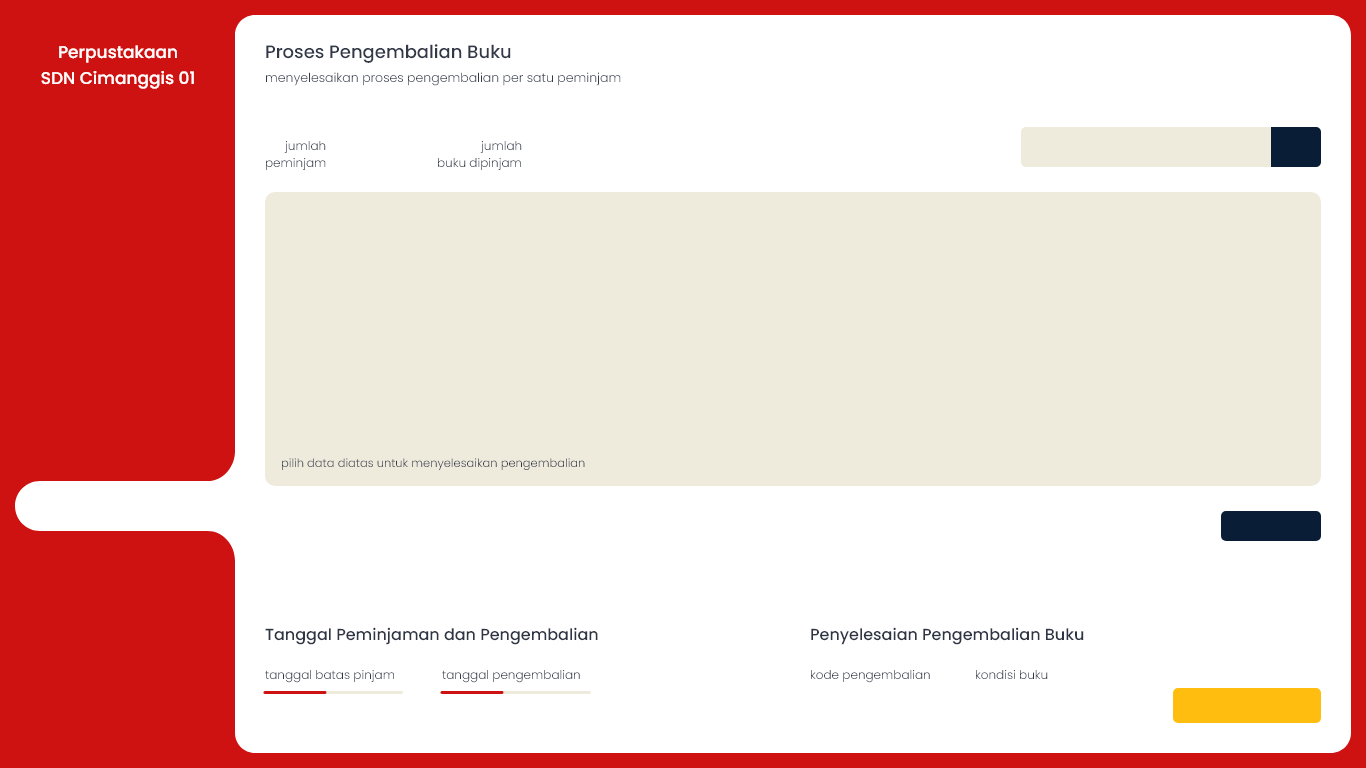 Perpustakaan
SDN Cimanggis 01
Proses Pengembalian Buku
menyelesaikan proses pengembalian per satu peminjam
jumlah
peminjam
jumlah
buku dipinjam
pilih data diatas untuk menyelesaikan pengembalian
Tanggal Peminjaman dan Pengembalian
tanggal batas pinjam
tanggal pengembalian
Penyelesaian Pengembalian Buku
kode pengembalian
kondisi buku